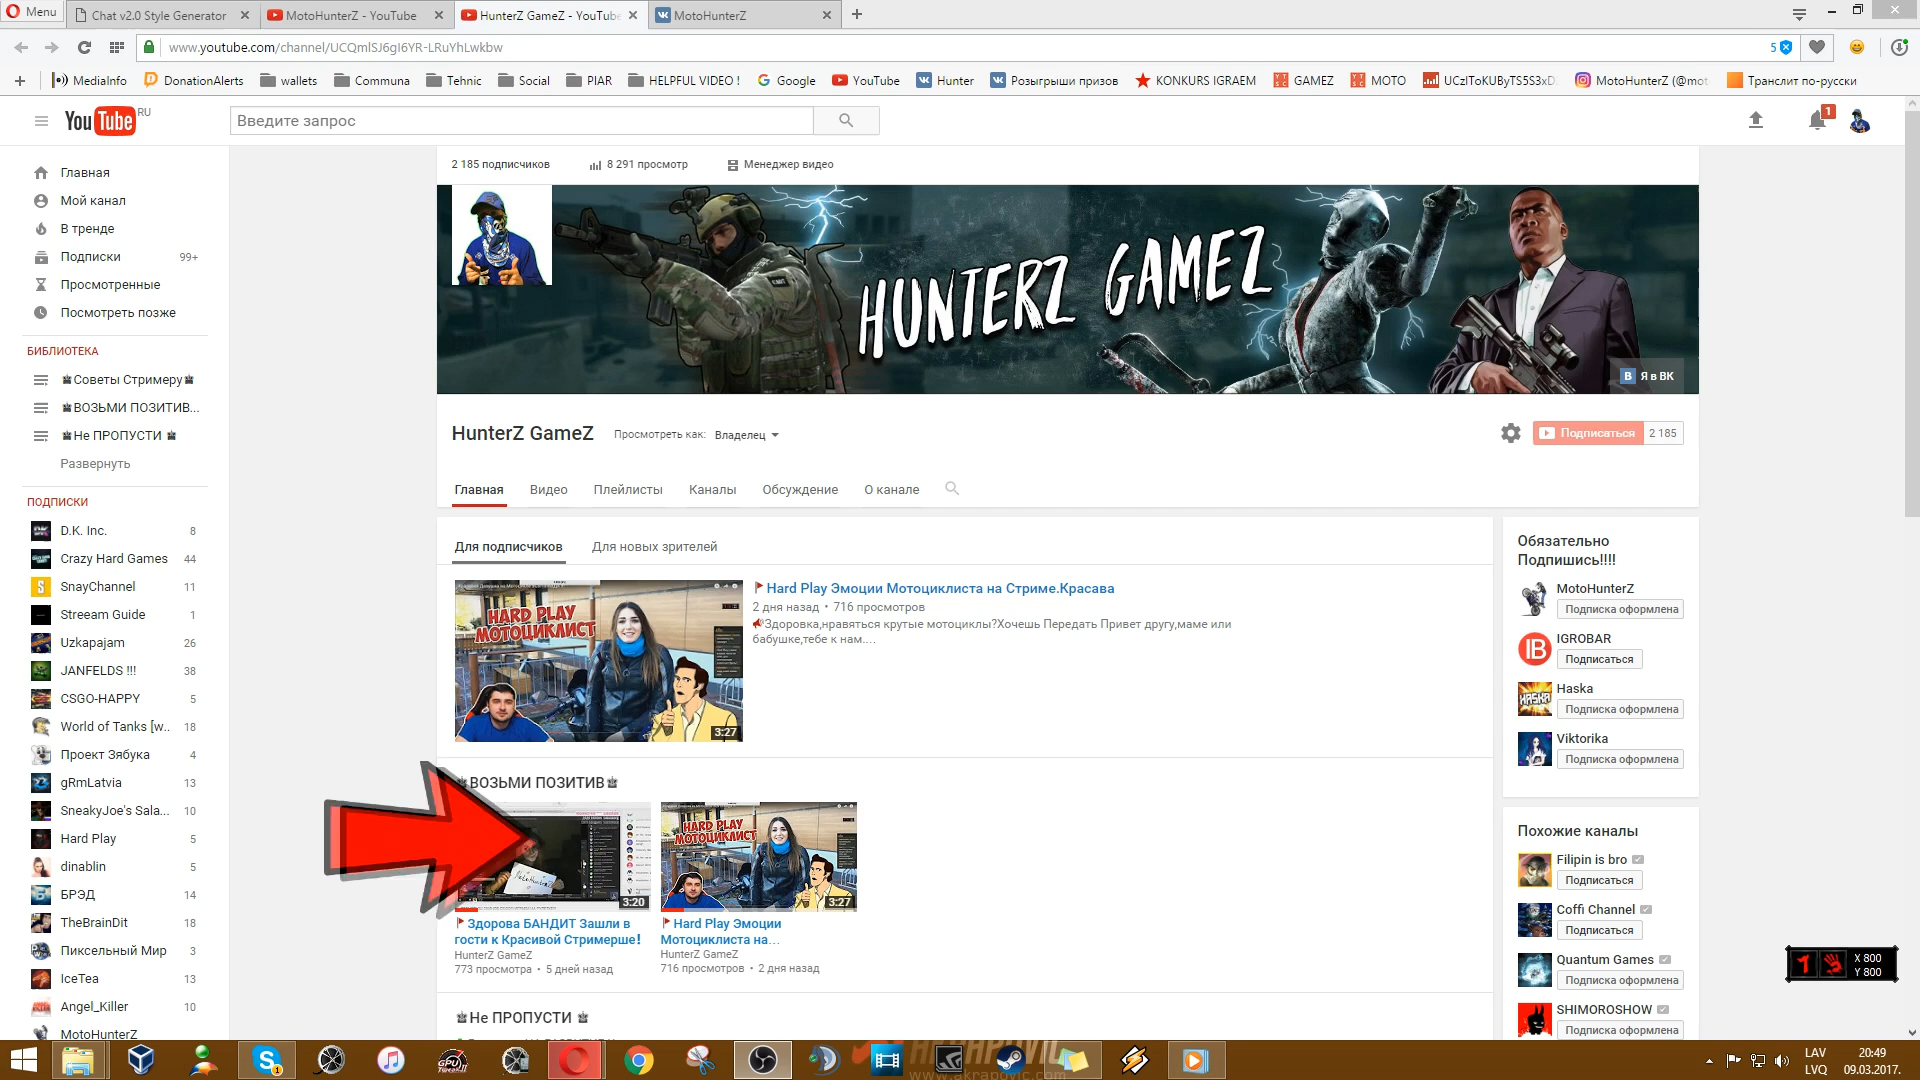 Menu
Chat v2.0 Style Generator
MotoHunterZ - YouTube
HunterZ GameZ - YouTube
MotoHunterZ
www.youtube.com/channel/UCQmlSJ6gI6YR-LRuYhLwkbw
5
MediaInfo
DonationAlerts
wallets
Communa
Tehnic
Social
PIAR
HELPFUL VIDEO !
Google
YouTube
Hunter
Розыгрыши призов
KONKURS IGRAEM
GAMEZ
MOTO
UCzIToKUByTS5S3xD
MotoHunterZ (@mot
Транслит по-русски
YouTube RU
Введите запрос
1
Главная
Мой канал
В тренде
Подписки 99+
Просмотренные
Посмотреть позже
БИБЛИОТЕКА
Советы Стримеру
ВОЗЬМИ ПОЗИТИВ...
Не ПРОПУСТИ
Развернуть
ПОДПИСКИ
D.K. Inc. 8
Crazy Hard Games 44
SnayChannel 11
Streeam Guide 1
Uzkapajam 26
JANFELDS !!! 38
CSGO-HAPPY 5
World of Tanks [w.. 18
Проект Зябука 4
gRmLatvia 13
SneakyJoe's Sala... 10
Hard Play 5
dinablin 5
БРЭД 14
TheBrainDit 18
Пиксельный Мир 3
IceTea 13
Angel_Killer 10
MotoHunterZ
2 185 подписчиков
8 291 просмотр
Менеджер видео
HUNTERZ GAMEZ
Я в ВК
HunterZ GameZ
Просмотреть как: Владелец
Подписаться 2 185
Главная
Видео
Плейлисты
Каналы
Обсуждение
О канале
Для подписчиков
Для новых зрителей
HARD PLAY
МОТОЦИКЛИСТ
3:27
Hard Play Эмоции Мотоциклиста на Стриме.Красава
2 дня назад • 716 просмотров
Здоровка,нравяться крутые мотоциклы?Хочешь Передать Привет другу,маме или
бабушке,тебе к нам....
ВОЗЬМИ ПОЗИТИВ
3:20
Здорова БАНДИТ Зашли в
гости к Красивой Стримерше!
HunterZ GameZ
773 просмотра • 5 дней назад
HARD PLAY
МОТОЦИКЛИСТ
3:27
Hard Play Эмоции
Мотоциклиста на...
HunterZ GameZ
716 просмотров • 2 дня назад
Не ПРОПУСТИ
Обязательно
Подпишись!!!!
MotoHunterZ
Подписка оформлена
IGROBAR
Подписаться
Haska
Подписка оформлена
Viktorika
Подписка оформлена
Похожие каналы
Filipin is bro
Подписаться
Coffi Channel
Подписаться
Quantum Games
Подписка оформлена
SHIMOROSHOW
Подписка оформлена
X 800
Y 800
AKRAPOVIC
www.akrapovic.com
LAV
LVQ
20:49
09.03.2017.